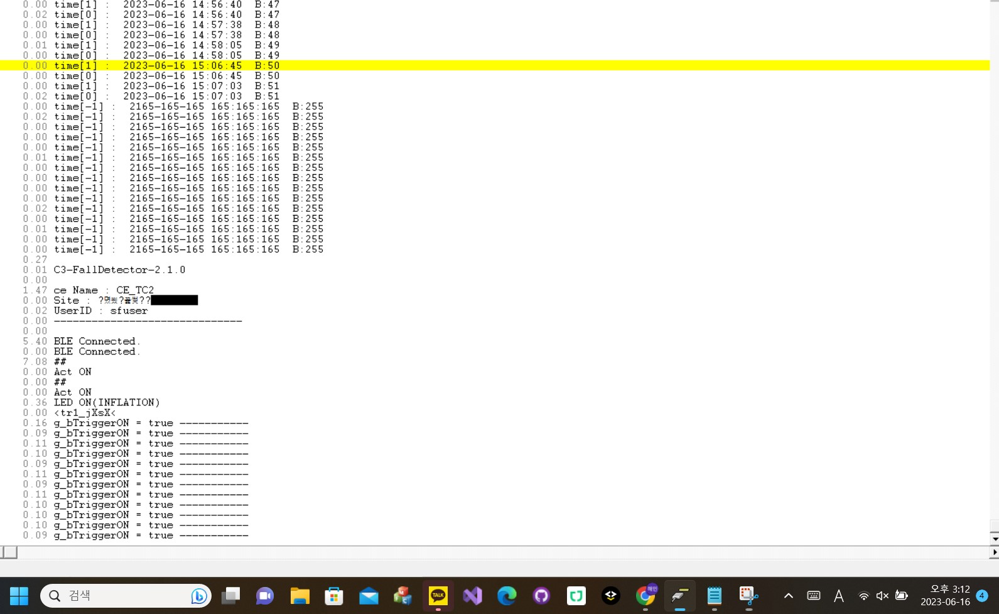 0.00 time[1] :  2023-06-16 14:56:40  B:47
0.02 time[0] :  2023-06-16 14:56:40  B:47
0.00 time[1] :  2023-06-16 14:57:38  B:48
0.00 time[0] :  2023-06-16 14:57:38  B:48
0.01 time[1] :  2023-06-16 14:58:05  B:49
0.00 time[0] :  2023-06-16 14:58:05  B:49
0.00 time[1] :  2023-06-16 15:06:45  B:50
0.00 time[0] :  2023-06-16 15:06:45  B:50
0.00 time[1] :  2023-06-16 15:07:03  B:51
0.02 time[0] :  2023-06-16 15:07:03  B:51
0.00 time[-1] :  2165-165-165 165:165:165  B:255
0.02 time[-1] :  2165-165-165 165:165:165  B:255
0.00 time[-1] :  2165-165-165 165:165:165  B:255
0.00 time[-1] :  2165-165-165 165:165:165  B:255
0.00 time[-1] :  2165-165-165 165:165:165  B:255
0.01 time[-1] :  2165-165-165 165:165:165  B:255
0.00 time[-1] :  2165-165-165 165:165:165  B:255
0.00 time[-1] :  2165-165-165 165:165:165  B:255
0.00 time[-1] :  2165-165-165 165:165:165  B:255
0.00 time[-1] :  2165-165-165 165:165:165  B:255
0.02 time[-1] :  2165-165-165 165:165:165  B:255
0.00 time[-1] :  2165-165-165 165:165:165  B:255
0.01 time[-1] :  2165-165-165 165:165:165  B:255
0.00 time[-1] :  2165-165-165 165:165:165  B:255
0.00 time[-1] :  2165-165-165 165:165:165  B:255
0.27
0.01 C3-FallDetector-2.1.0
0.00
1.47 ce Name : CE_TC2
0.00 Site :
0.02 UserID : sfuser
0.00 ------------------------------
0.00
5.40 BLE Connected.
0.00 BLE Connected.
7.08 ##
0.00 Act ON
0.00 ##
0.00 Act ON
0.36 LED ON(INFLATION)
0.00 <tr1_jXsX<
0.16 g_bTriggerON = true -----------
0.09 g_bTriggerON = true -----------
0.11 g_bTriggerON = true -----------
0.10 g_bTriggerON = true -----------
0.09 g_bTriggerON = true -----------
0.11 g_bTriggerON = true -----------
0.09 g_bTriggerON = true -----------
0.11 g_bTriggerON = true -----------
0.10 g_bTriggerON = true -----------
0.10 g_bTriggerON = true -----------
0.10 g_bTriggerON = true -----------
0.09 g_bTriggerON = true -----------
검색
TALK
해민
A
오후 3:12
2023-06-16
4